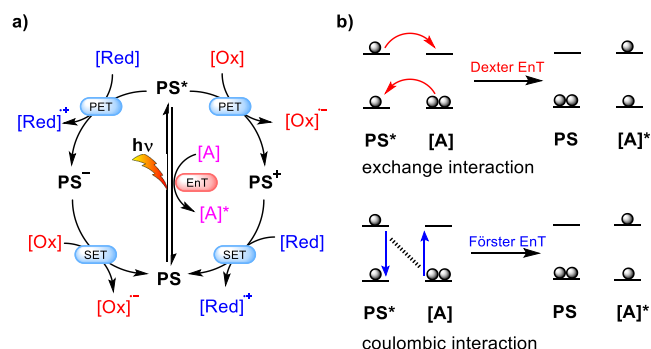 a)
[Red]
PS*
[Ox]
PET
PET
[Red]·+
[Ox]·−
hν
[A]
PS−
EnT
PS+
[A]*
[Ox]
[Red]
SET
SET
PS
[Ox]·−
[Red]·+
b)
Dexter EnT
PS* [A] PS [A]*
exchange interaction
Förster EnT
PS* [A] PS [A]*
coulombic interaction